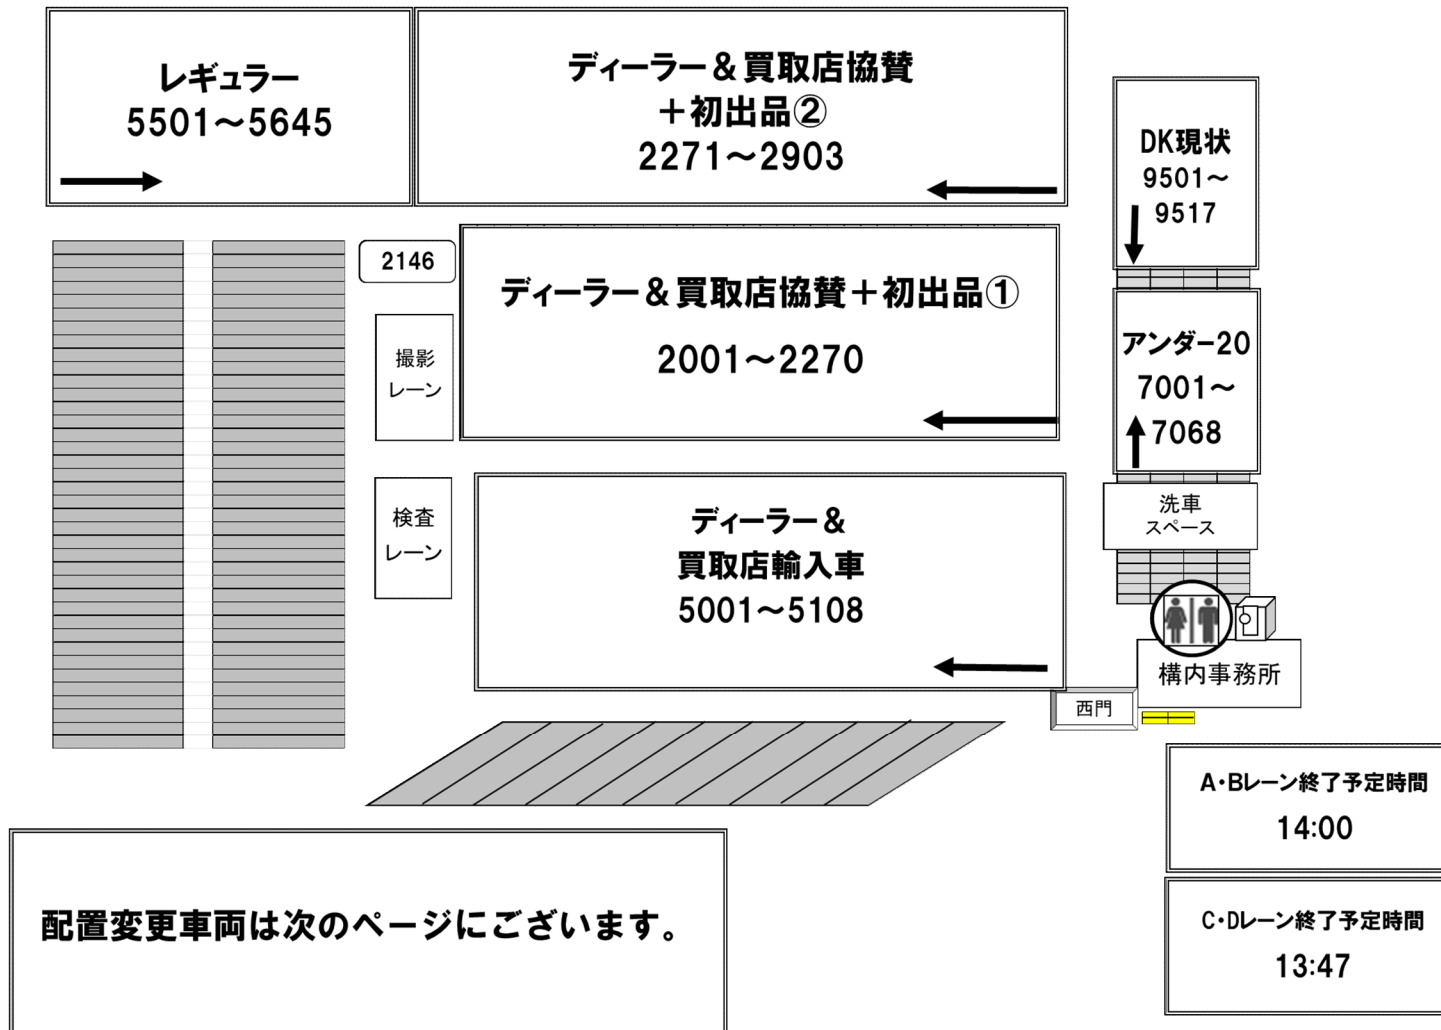 レギュラー
5501～5645
ディーラー＆買取店協賛
＋初出品②
2271～2903
DK現状
9501～
9517
2146
ディーラー＆買取店協賛＋初出品①
2001～2270
撮影
レーン
アンダー20
7001～
7068
検査
レーン
ディーラー＆
買取店輸入車
5001～5108
洗車
スペース
構内事務所
西門
A・Bレーン終了予定時間
14:00
C・Dレーン終了予定時間
13:47
配置変更車両は次のページにございます。